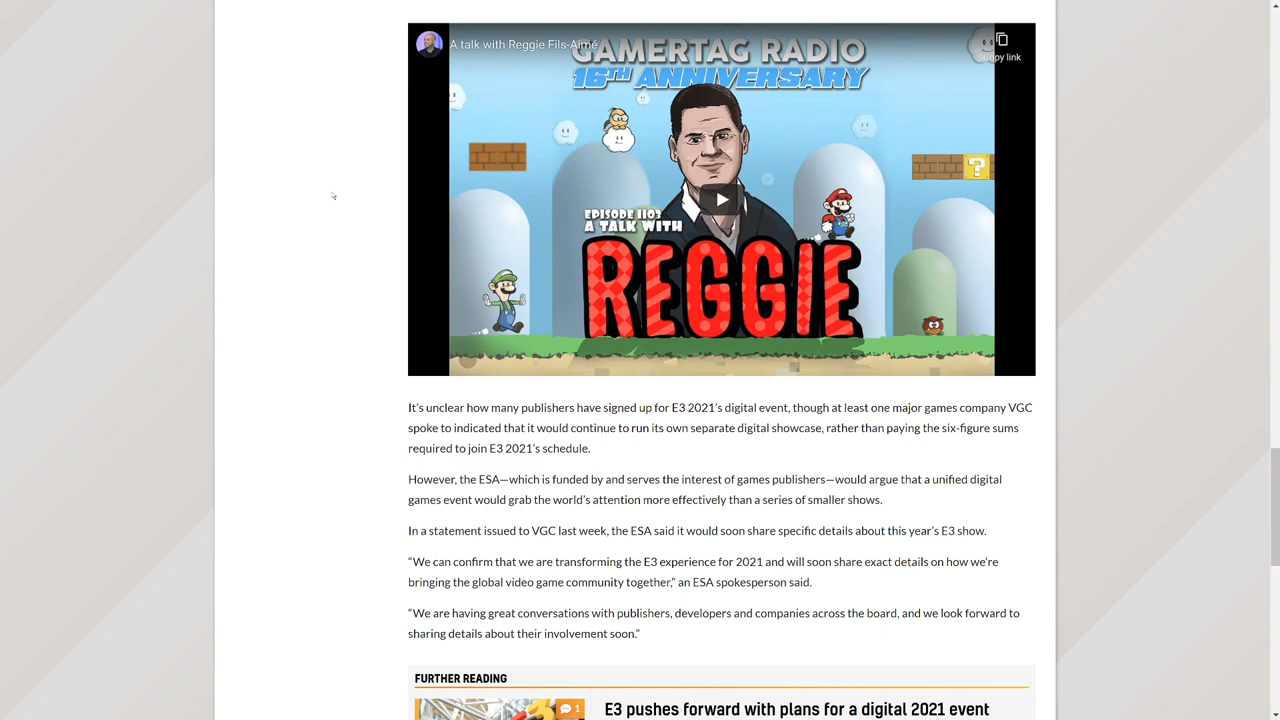 A talk with Reggie Fils-Aimé
Copy link
GAMERTAG RADIO
16TH ANNIVERSARY
EPISODE 1103
A TALK WITH
REGGIE
?
It’s unclear how many publishers have signed up for E3 2021’s digital event, though at least one major games company VGC
spoke to indicated that it would continue to run its own separate digital showcase, rather than paying the six-figure sums
required to join E3 2021’s schedule.
However, the ESA—which is funded by and serves the interest of games publishers—would argue that a unified digital
games event would grab the world’s attention more effectively than a series of smaller shows.
In a statement issued to VGC last week, the ESA said it would soon share specific details about this year’s E3 show.
“We can confirm that we are transforming the E3 experience for 2021 and will soon share exact details on how we’re
bringing the global video game community together,” an ESA spokesperson said.
“We are having great conversations with publishers, developers and companies across the board, and we look forward to
sharing details about their involvement soon.”
FURTHER READING
1
E3 pushes forward with plans for a digital 2021 event